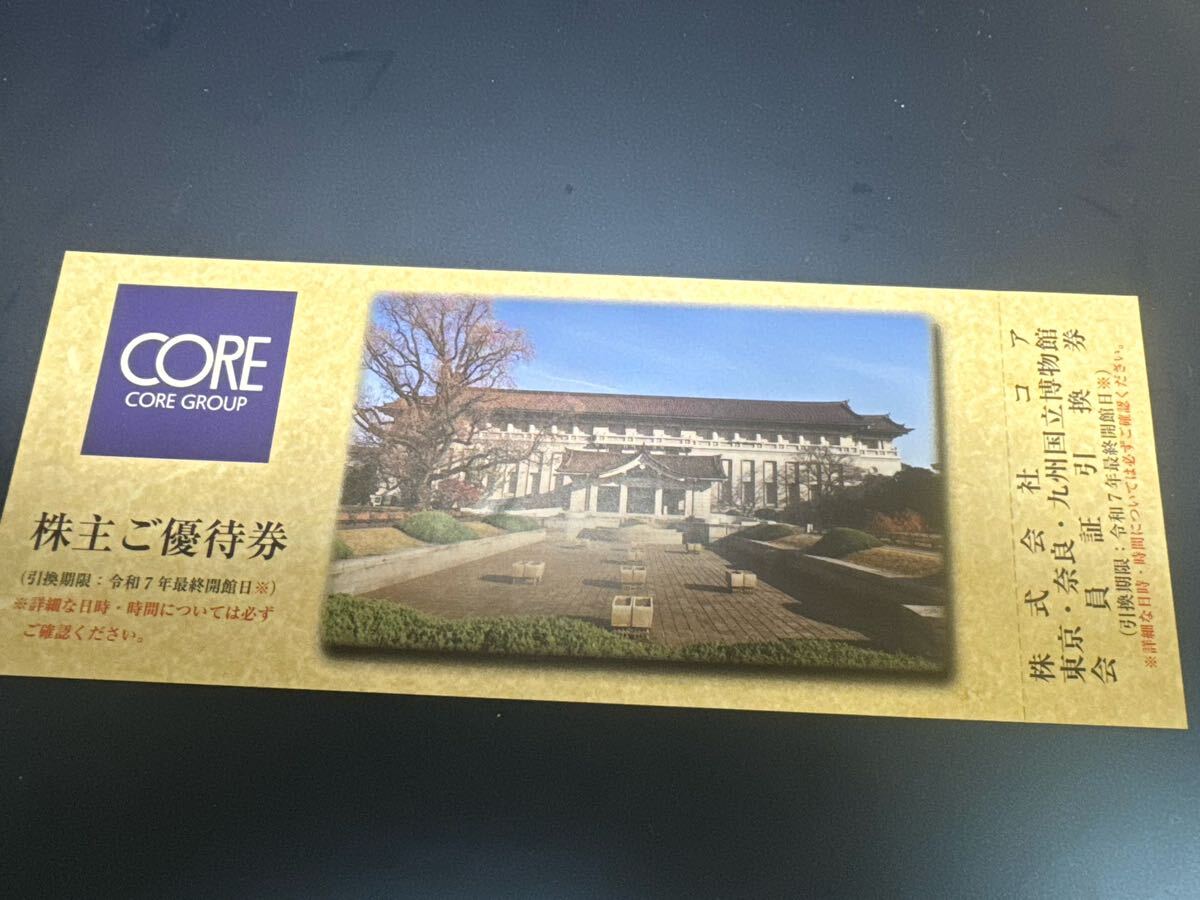 CORE
CORE GROUP
株主ご優待券
（引換期限：令和7年最終開館日※）
※詳細な日時・時間については必ず
ご確認ください。
株式会社コア
東京・奈良・九州国立博物館
会員証引換券
（引換期限：令和7年最終開館日※）
※詳細な日時・時間については必ずご確認ください。